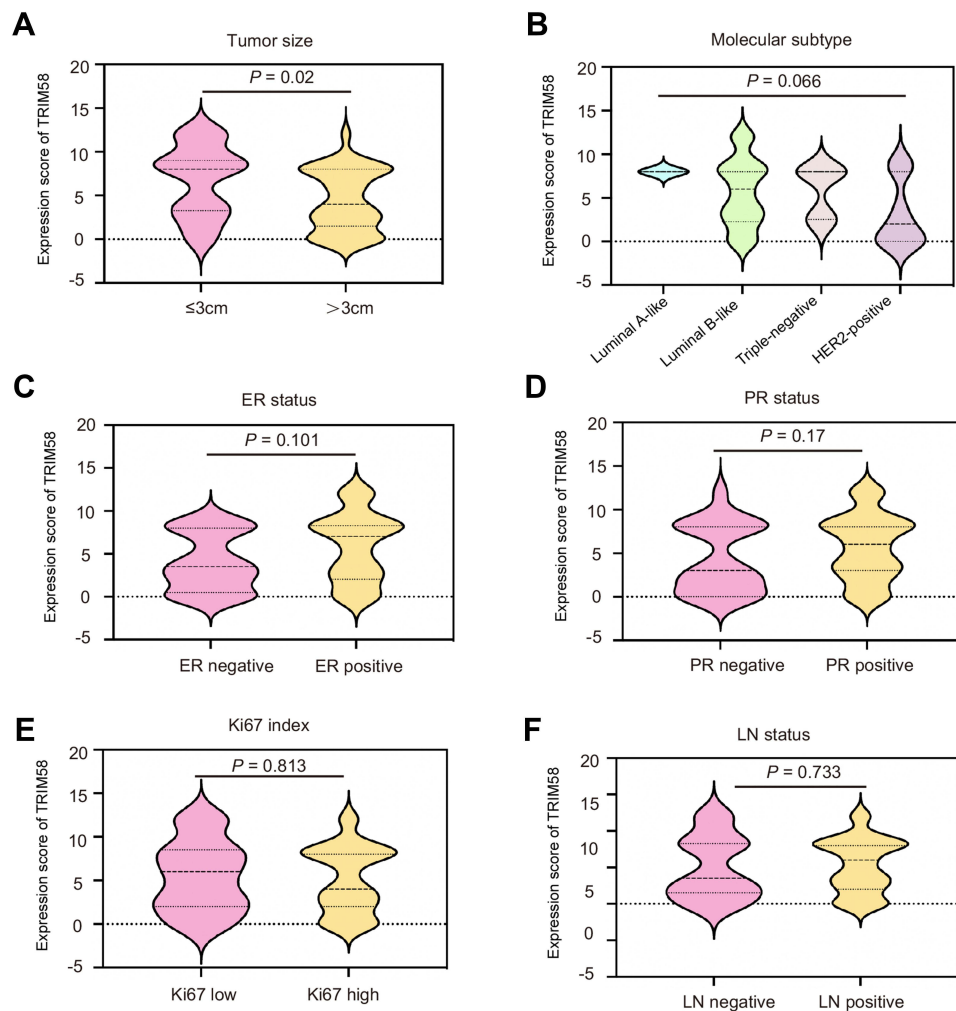 A
Tumor size
P = 0.02
Expression score of TRIM58
20
15
10
5
0
-5
≤3cm
>3cm
B
Molecular subtype
P = 0.066
Expression score of TRIM58
20
15
10
5
0
-5
Luminal A-like
Luminal B-like
Triple-negative
HER2-positive
C
ER status
P = 0.101
Expression score of TRIM58
20
15
10
5
0
-5
ER negative
ER positive
D
PR status
P = 0.17
Expression score of TRIM58
20
15
10
5
0
-5
PR negative
PR positive
E
Ki67 index
P = 0.813
Expression score of TRIM58
20
15
10
5
0
-5
Ki67 low
Ki67 high
F
LN status
P = 0.733
Expression score of TRIM58
20
15
10
5
0
-5
LN negative
LN positive